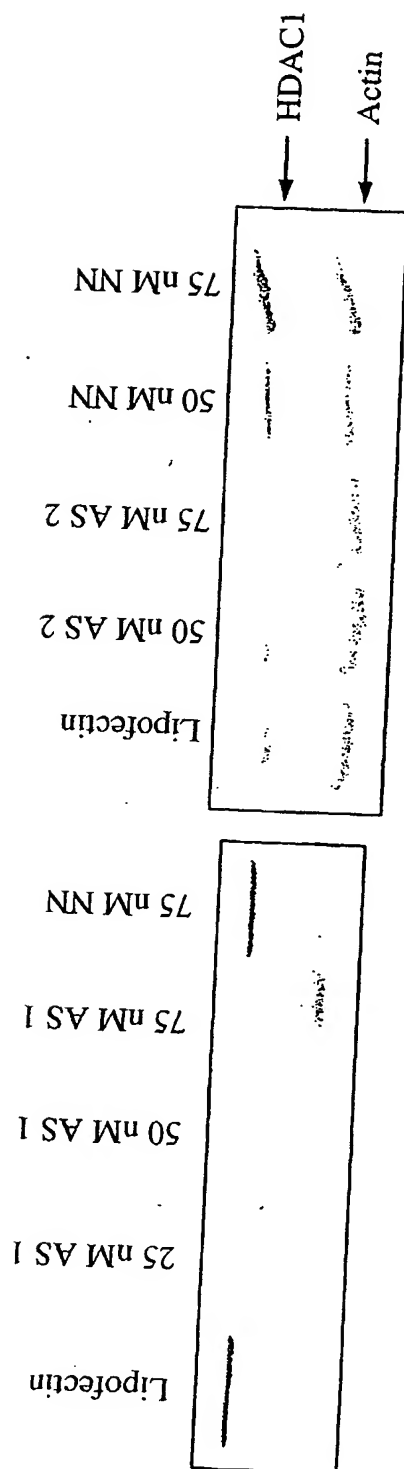 HDAC1
Actin
75 nM NN
50 nM NN
75 nM AS 2
50 nM AS 2
Lipofectin
75 nM NN
75 nM AS 1
50 nM AS 1
25 nM AS 1
Lipofectin